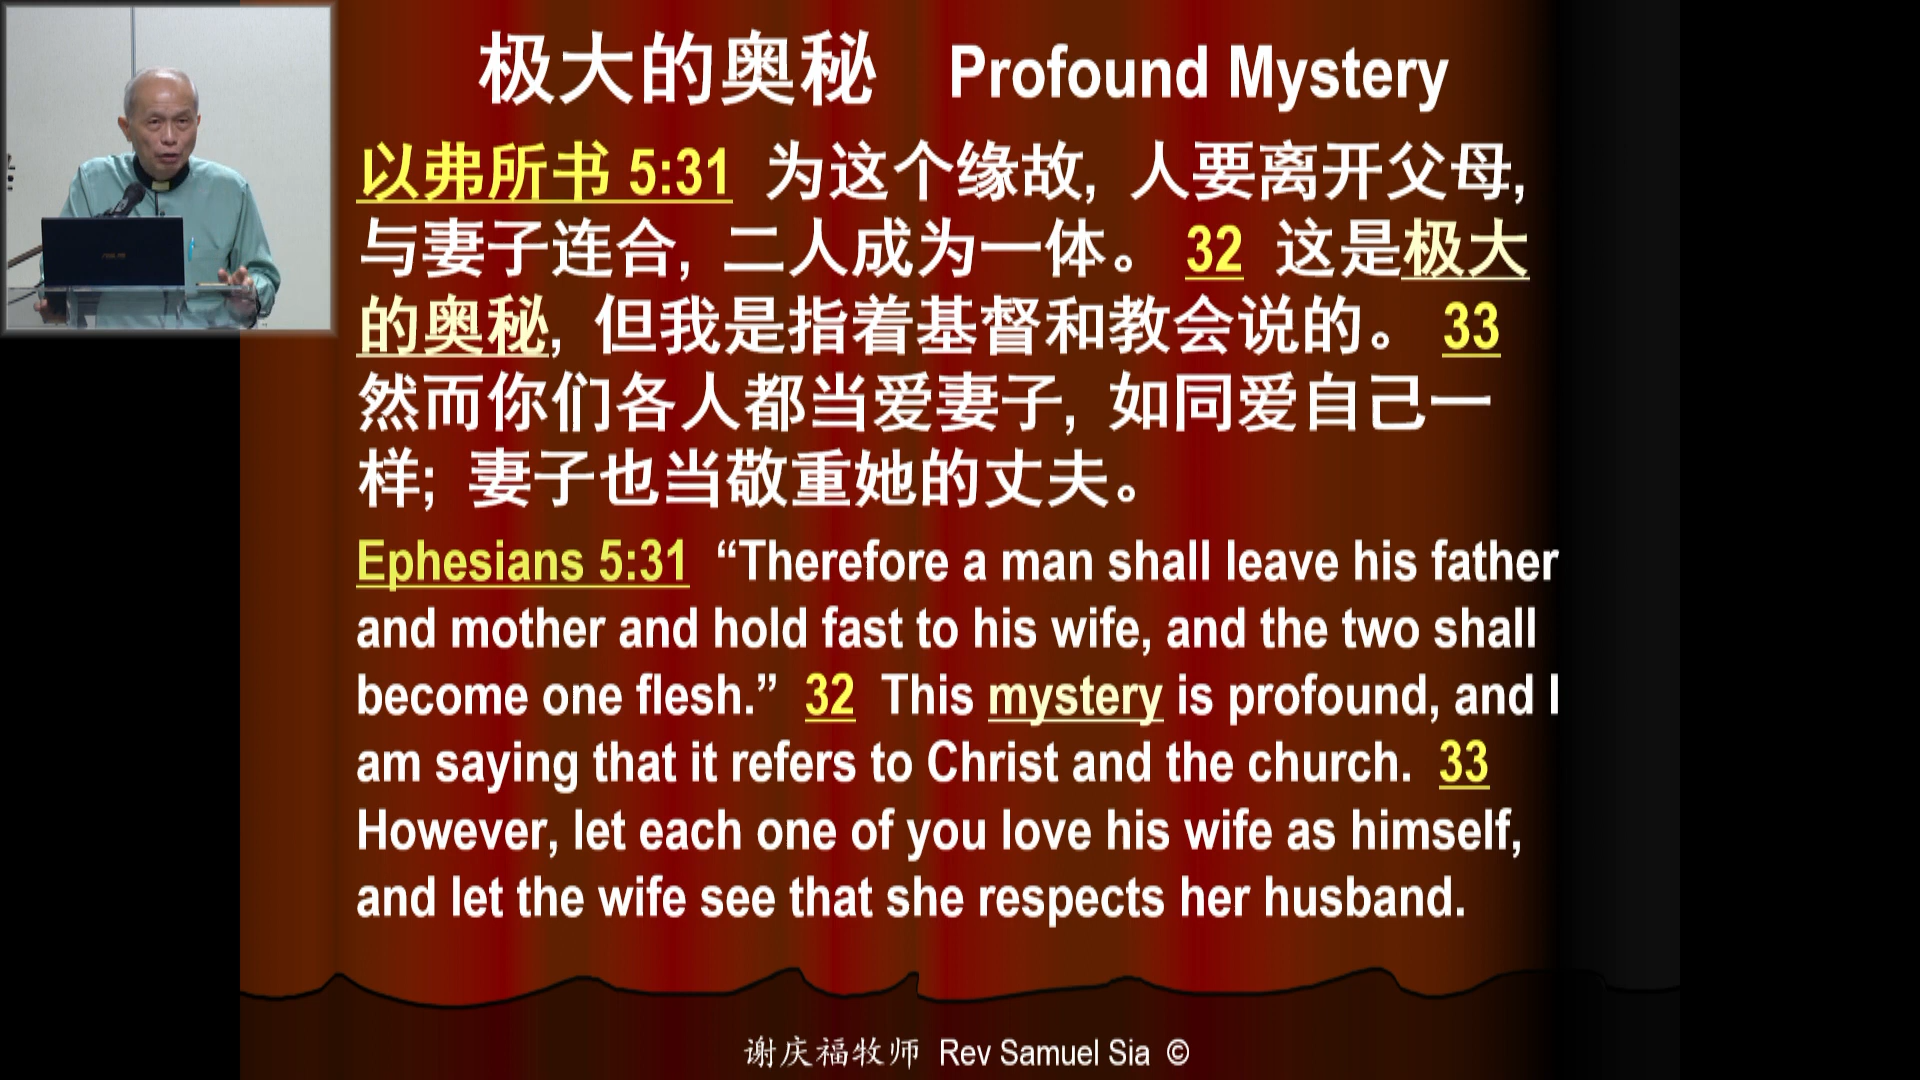 极大的奥秘 Profound Mystery
以弗所书 5:31 为这个缘故, 人要离开父母,
与妻子连合, 二人成为一体。 32 这是极大
的奥秘, 但我是指着基督和教会说的。 33
然而你们各人都当爱妻子, 如同爱自己一
样; 妻子也当敬重她的丈夫。
Ephesians 5:31 “Therefore a man shall leave his father
and mother and hold fast to his wife, and the two shall
become one flesh.” 32 This mystery is profound, and I
am saying that it refers to Christ and the church. 33
However, let each one of you love his wife as himself,
and let the wife see that she respects her husband.
谢庆福牧师 Rev Samuel Sia ©